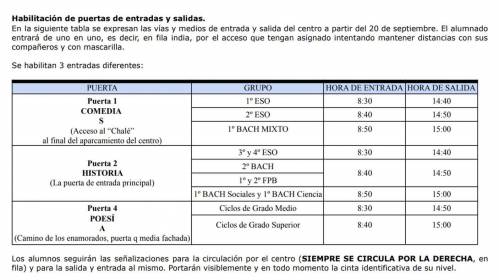 Habilitación de puertas de entradas y salidas.
En la siguiente tabla se expresan las vías y medios de entrada y salida del centro a partir del 20 de septiembre. El alumnado
entrará de uno en uno, es decir, en fila india, por el acceso que tengan asignado intentando mantener distancias con sus
compañeros y con mascarilla.
Se habilitan 3 entradas diferentes:
PUERTA GRUPO HORA DE ENTRADA HORA DE SALIDA
Puerta 1
COMEDIA
S
(Acceso al “Chalé”
al final del aparcamiento del centro)
1º ESO 8:30 14:40
2º ESO 8:40 14:50
1º BACH MIXTO 8:50 15:00
Puerta 2
HISTORIA
(La puerta de entrada principal)
3º y 4º ESO 8:30 14:40
2º BACH
1º y 2º FPB
8:40 14:50
1º BACH Sociales y 1º BACH Ciencia 8:50 15:00
Puerta 4
POESÍ
A
(Camino de los enamorados, puerta q media fachada)
Ciclos de Grado Medio 8:30 14:50
Ciclos de Grado Superior 8:40 15:00
Los alumnos seguirán las señalizaciones para la circulación por el centro (SIEMPRE SE CIRCULA POR LA DERECHA, en
fila) y para la salida y entrada al mismo. Portarán visiblemente y en todo momento la cinta identificativa de su nivel.